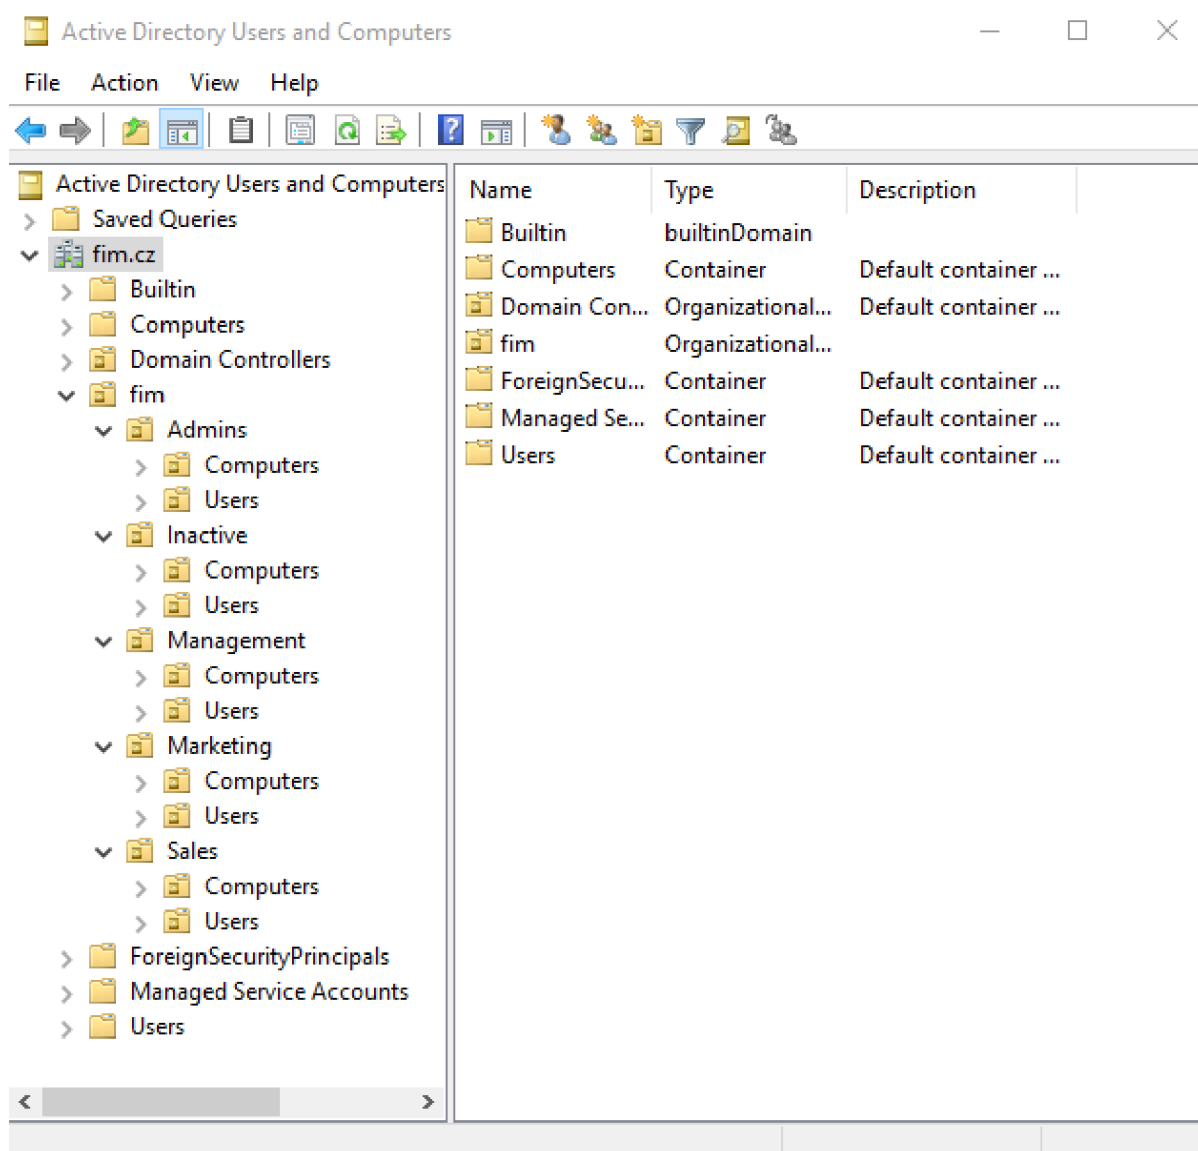 Active Directory Users and Computers
File Action View Help
Active Directory Users and Computers
Saved Queries
fim.cz
Builtin
Computers
Domain Controllers
fim
Admins
Computers
Users
Inactive
Computers
Users
Management
Computers
Users
Marketing
Computers
Users
Sales
Computers
Users
ForeignSecurityPrincipals
Managed Service Accounts
Users
Name Type Description
Builtin builtinDomain
Computers Container Default container ...
Domain Con... Organizational... Default container ...
fim Organizational...
ForeignSecu... Container Default container ...
Managed Se... Container Default container ...
Users Container Default container ...